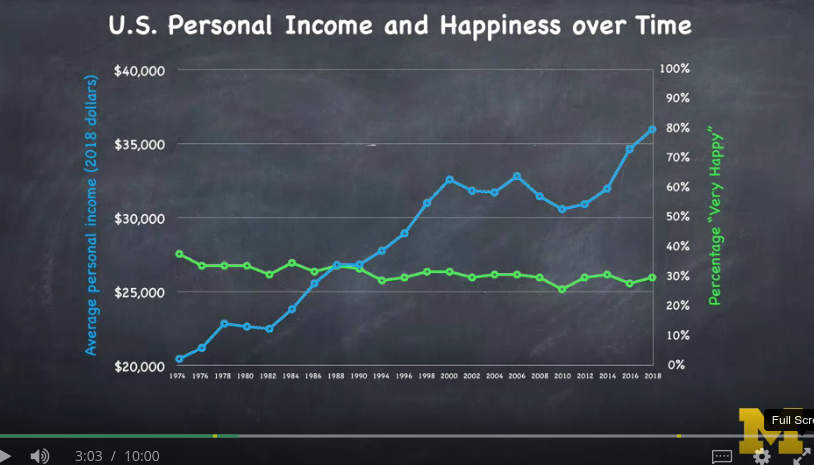 U.S. Personal Income and Happiness over Time
Average personal income (2018 dollars)
$40,000
$35,000
$30,000
$25,000
$20,000
100%
90%
80%
70%
60%
50%
40%
30%
20%
10%
0%
Percentage "Very Happy"
1974 1976 1978 1980 1982 1984 1986 1988 1990 1994 1996 1998 2000 2002 2004 2006 2008 2010 2012 2014 2016 2018
M
Full Scre
3:03 / 10:00